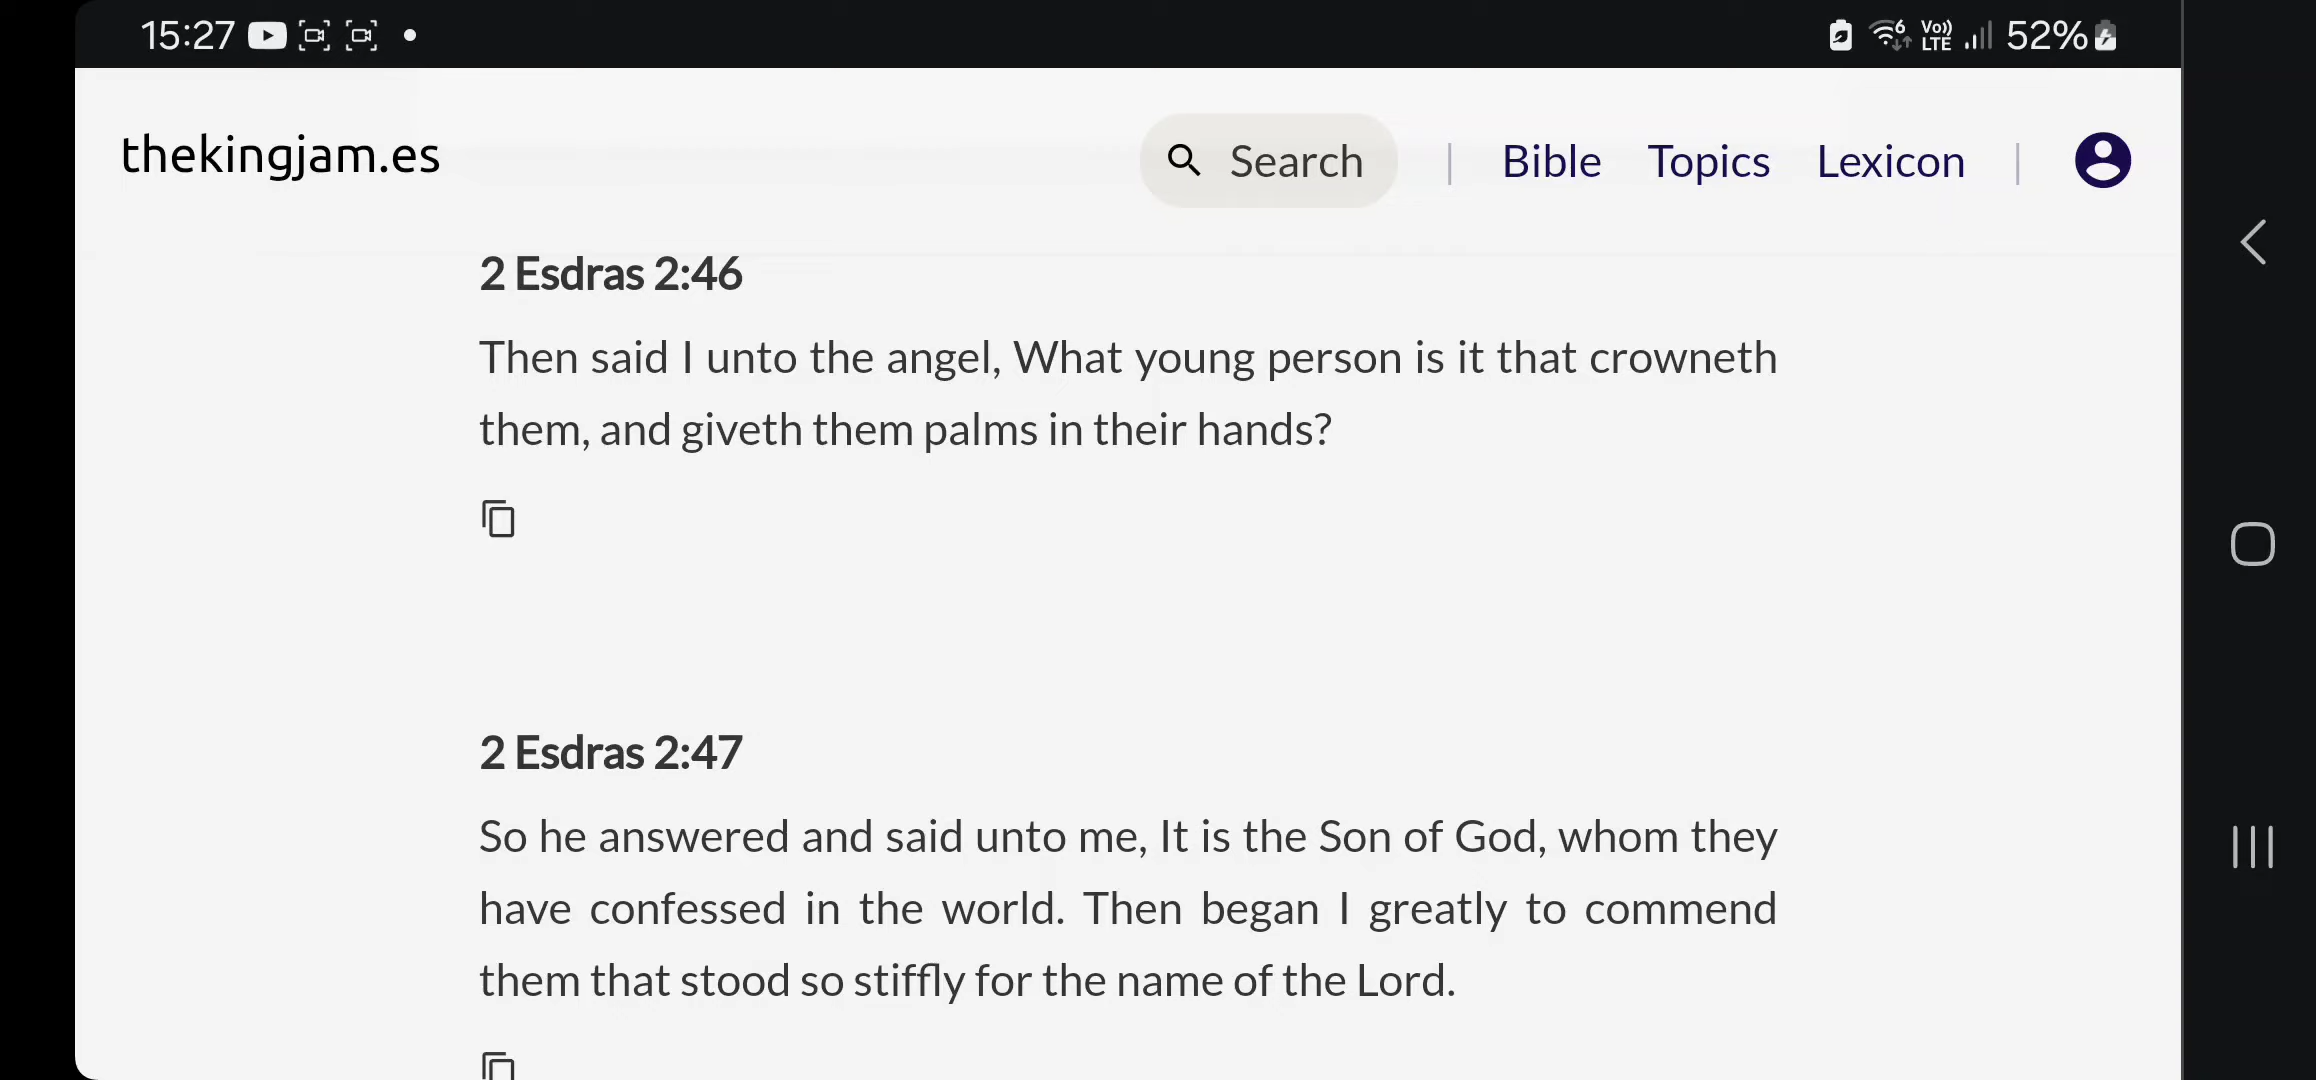 15:27 6 Vo)) LTE 52%
thekingjam.es Search | Bible Topics Lexicon |
2 Esdras 2:46
Then said I unto the angel, What young person is it that crowneth
them, and giveth them palms in their hands?
2 Esdras 2:47
So he answered and said unto me, It is the Son of God, whom they
have confessed in the world. Then began I greatly to commend
them that stood so stiffly for the name of the Lord.